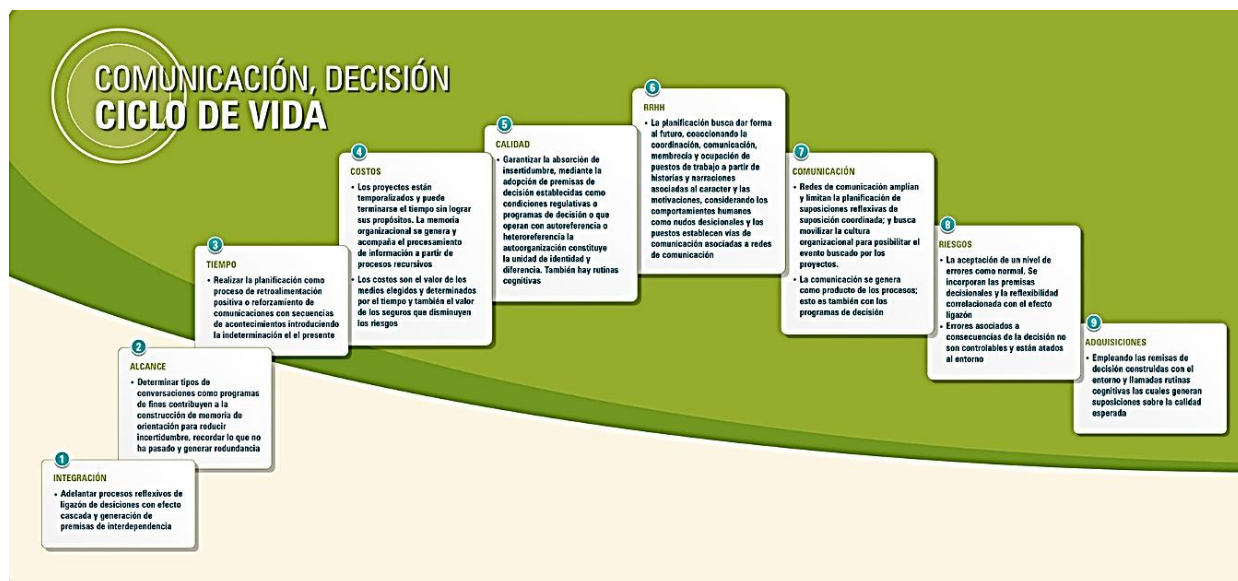 COMUNICACIÓN, DECISIÓN
CICLO DE VIDA
1
INTEGRACIÓN
• Adelantar procesos reflexivos de
ligazón de desiciones con efecto
cascada y generación de
premisas de interdependencia
2
ALCANCE
• Determinar tipos de
conversaciones como programas
de fines contribuyen a la
construcción de memoria de
orientación para reducir
incertidumbre, recordar lo que no
ha pasado y generar redundancia
3
TIEMPO
• Realizar la planificación como
proceso de retroalimentación
positiva o reforzamiento de
comunicaciones con secuencias
de acontecimientos introduciendo
la indeterminación el el presente
4
COSTOS
• Los proyectos están
temporalizados y puede
terminarse el tiempo sin lograr
sus propósitos. La memoria
organizacional se genera y
acompaña el procesamiento
de información a partir de
procesos recursivos
• Los costos son el valor de los
medios elegidos y determinados
por el tiempo y también el valor
de los seguros que disminuyen
los riesgos
5
CALIDAD
• Garantizar la absorción de
insertidumbre, mediante la
adopción de premisas de
decisión establecidas como
condiciones regulativas o
programas de decisión o que
operan con autoreferencia o
heteroreferencia la
autoorganización constituye
la unidad de identidad y
diferencia. También hay rutinas
cognitivas
6
RRHH
• La planificación busca dar forma
al futuro, coaccionando la
coordinación, comunicación,
membrecía y ocupación de
puestos de trabajo a partir de
historias y narraciones
asociadas al caracter y las
motivaciones, considerando los
comportamientos humanos
como nudos desicionales y los
puestos establecen vías de
comunicación asociadas a redes
de comunicación
7
COMUNICACIÓN
• Redes de comunicación amplían
y limitan la planificación de
suposiciones reflexivas de
suposición coordinada; y busca
movilizar la cultura
organizacional para posibilitar el
evento buscado por los
proyectos.
• La comunicación se genera
como producto de los procesos;
esto es también con los
programas de decisión
8
RIESGOS
• La aceptación de un nivel de
errores como normal. Se
incorporan las premisas
decisionales y la reflexibilidad
correlacionada con el efecto
ligazón
• Errores asociados a
consecuencias de la decisión no
son controlables y están atados
al entorno
9
ADQUISICIONES
• Empleando las remisas de
decisión construidas con el
entorno y llamadas rutinas
cognitivas las cuales generan
suposiciones sobre la calidad
esperada